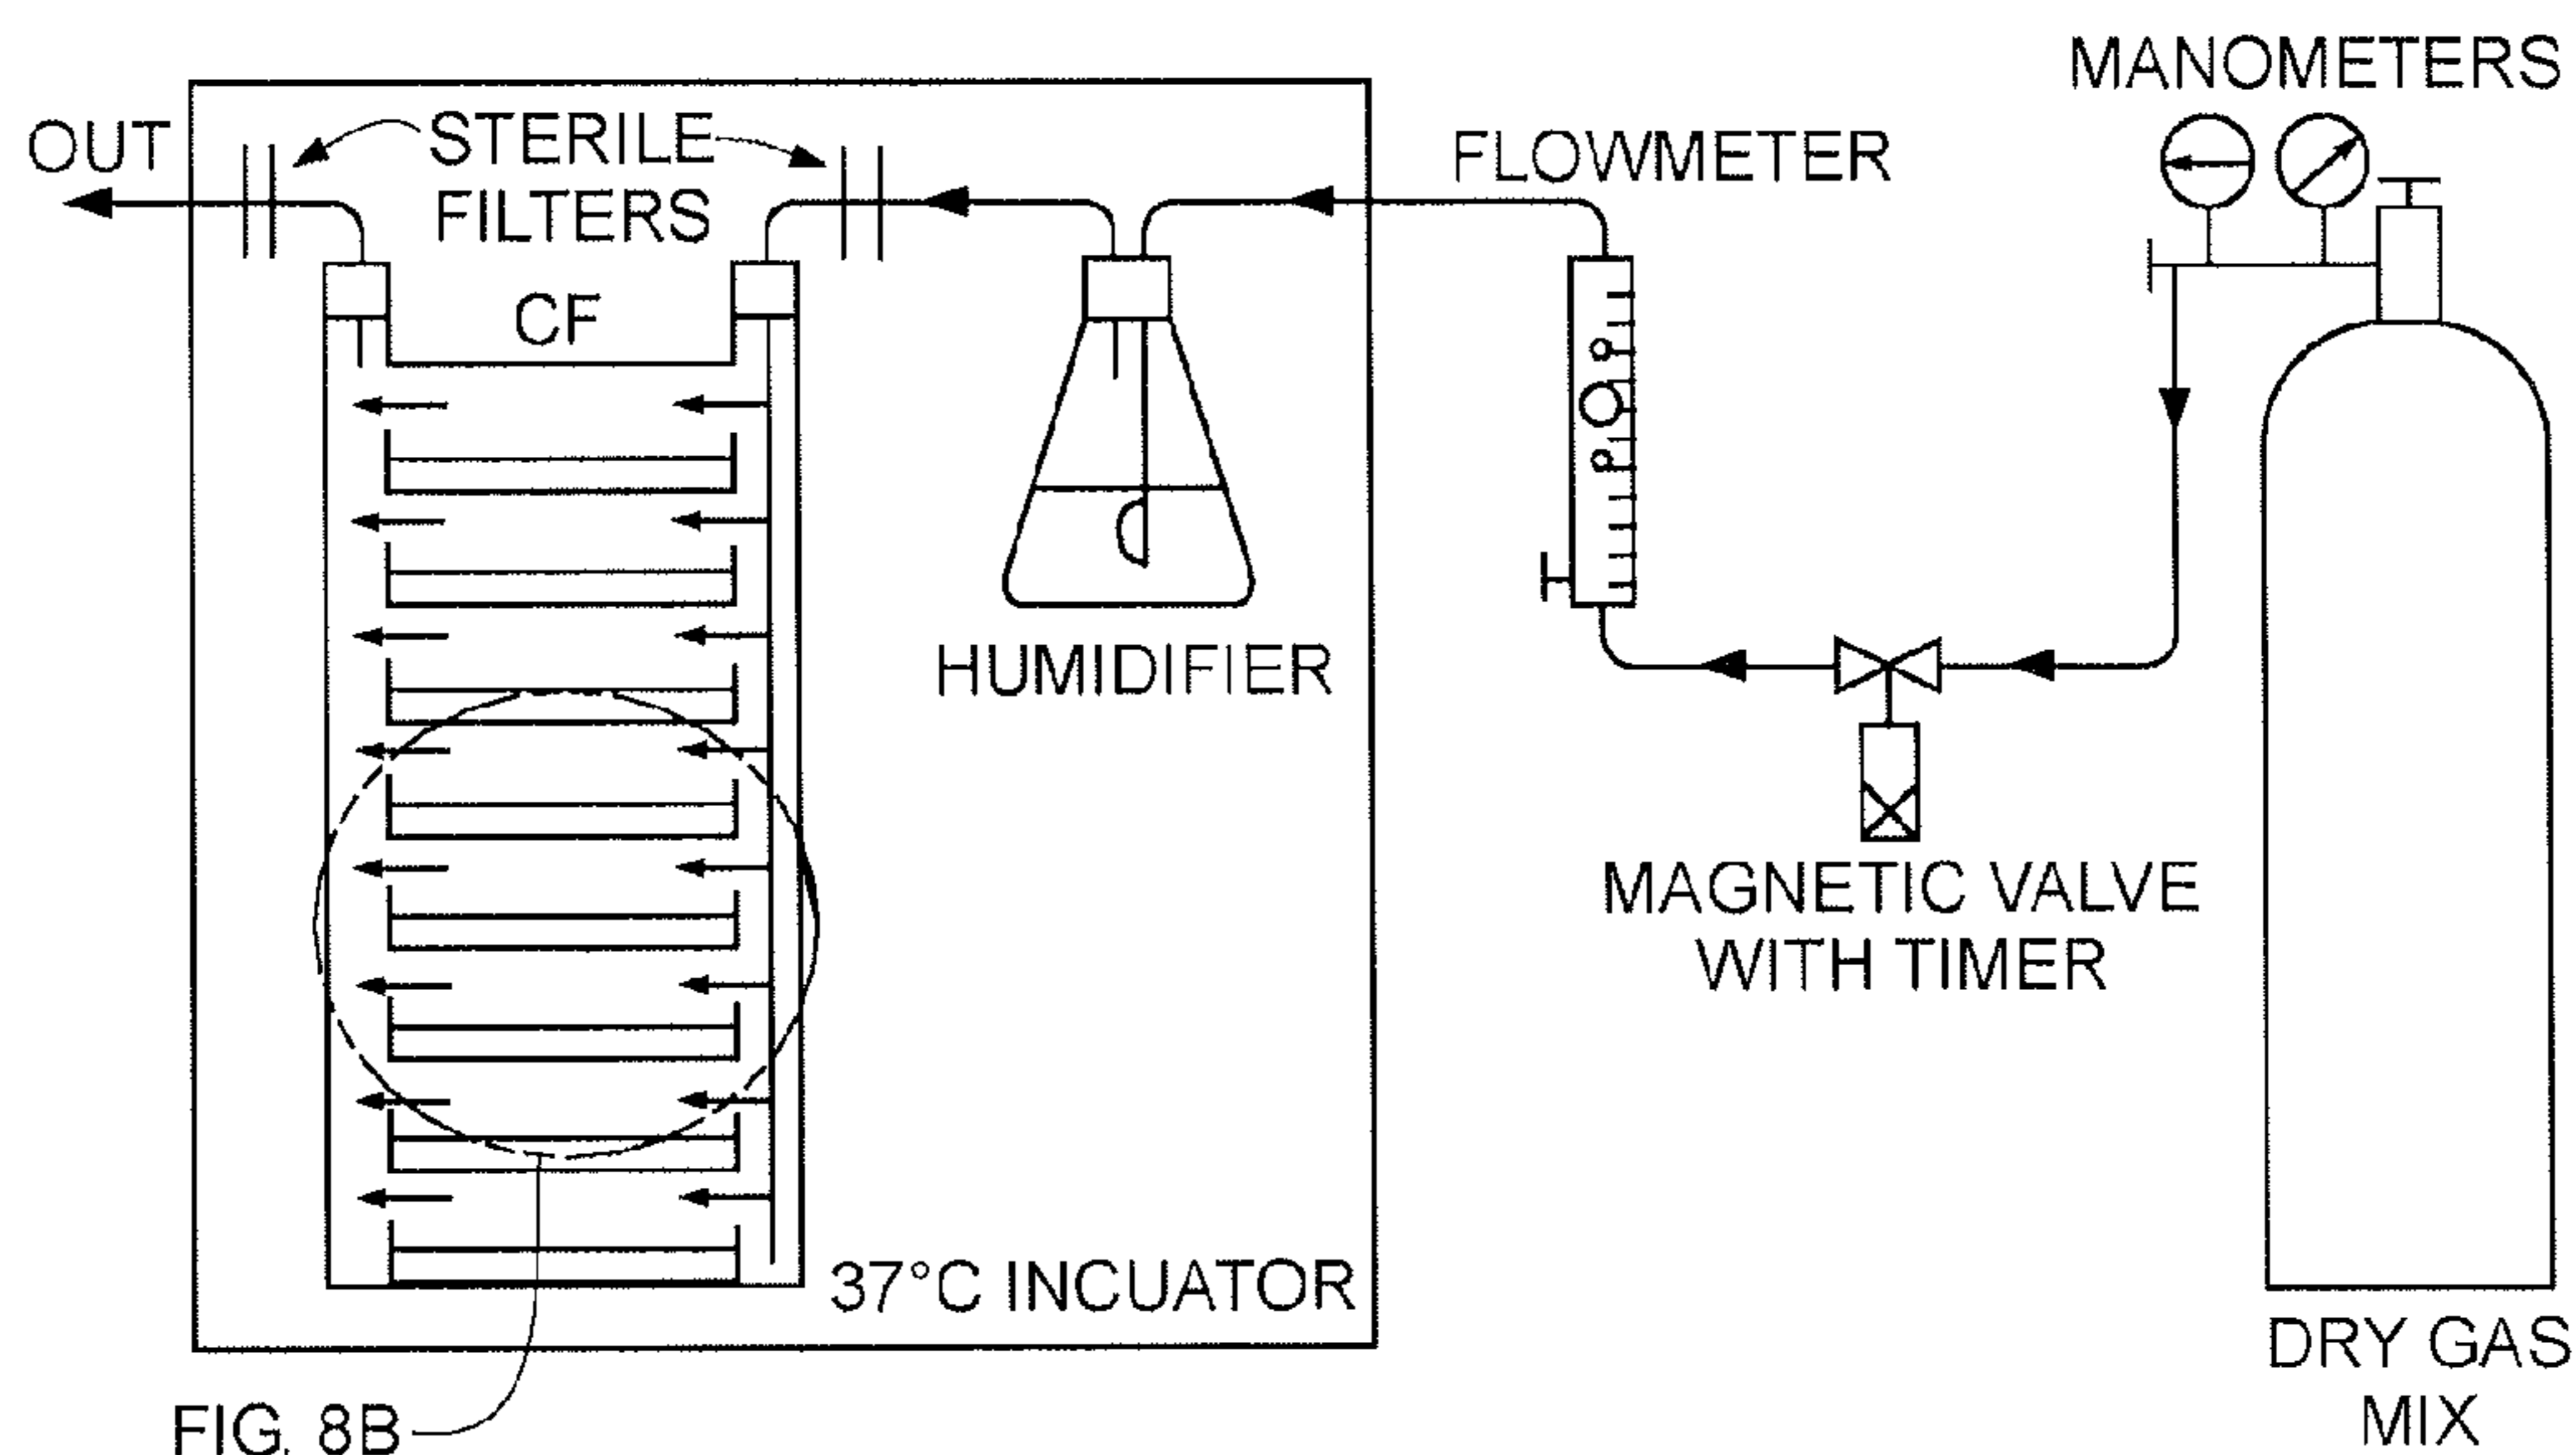 MANOMETERS
OUT
STERILE
FILTERS
FLOWMETER
CF
HUMIDIFIER
MAGNETIC VALVE
WITH TIMER
37°C INCUATOR
DRY GAS
MIX
FIG. 8B